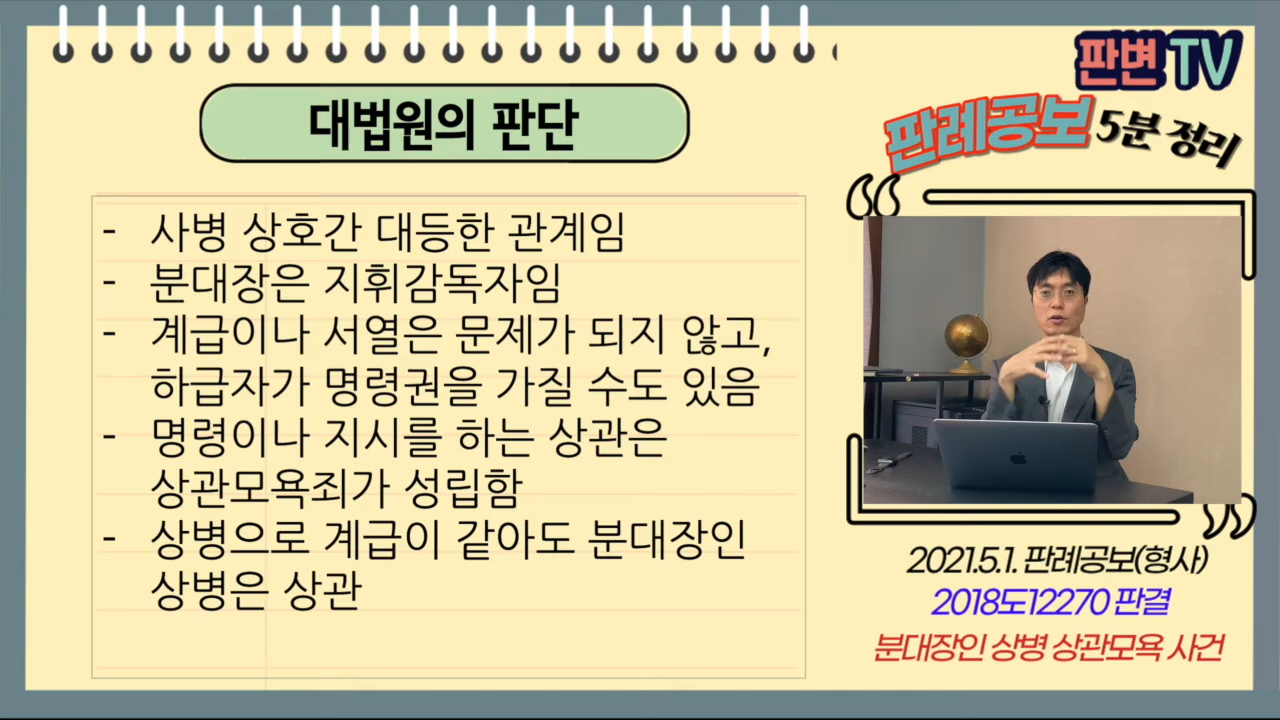 대법원의 판단
- 사병 상호간 대등한 관계임
- 분대장은 지휘감독자임
- 계급이나 서열은 문제가 되지 않고,
하급자가 명령권을 가질 수도 있음
- 명령이나 지시를 하는 상관은
상관모욕죄가 성립함
- 상병으로 계급이 같아도 분대장인
상병은 상관
판변TV
판례공보 5분 정리
2021.5.1. 판례공보(형사)
2018도12270 판결
분대장인 상병 상관모욕 사건